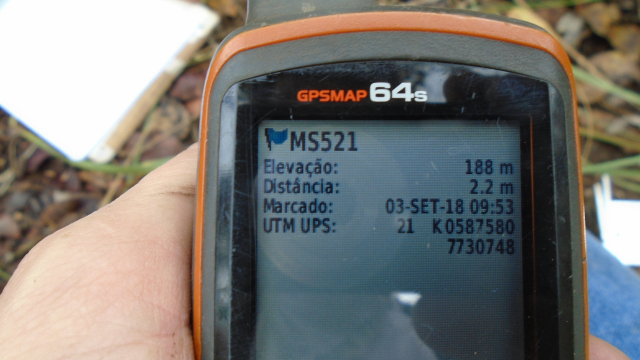 GPSMAP 64s
MS521
Elevação: 188 m
Distância: 2.2 m
Marcado: 03-SET-18 09:53
UTM UPS: 21 K 0587580
7730748